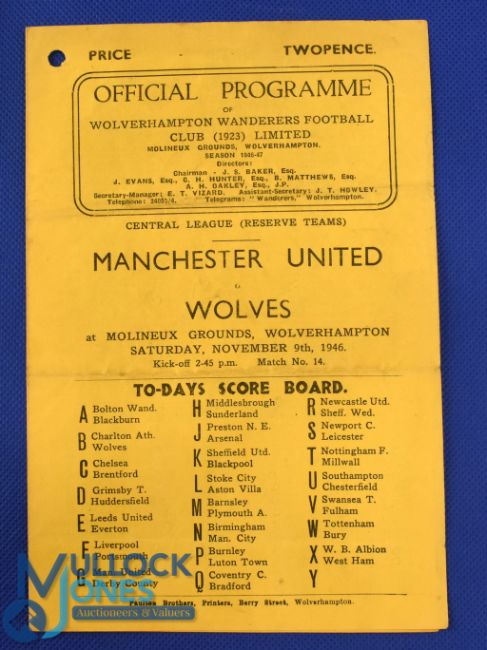 PRICE TWOPENCE.
OFFICIAL PROGRAMME
OF
WOLVERHAMPTON WANDERERS FOOTBALL
CLUB (1923) LIMITED
MOLINEUX GROUNDS, WOLVERHAMPTON.
SEASON 1946-47
Directors:
Chairman - J. S. BAKER, Esq.
J. EVANS, Esq., C. H. HUNTER, Esq., B. MATTHEWS, Esq.
A. H. OAKLEY, Esq., J.P.
Secretary-Manager: E. T. VIZARD. Assistant-Secretary: J. T. HOWLEY.
Telephone: 24053/4. Telegrams: "Wanderers," Wolverhampton.
CENTRAL LEAGUE (RESERVE TEAMS)
MANCHESTER UNITED
v
WOLVES
at MOLINEUX GROUNDS, WOLVERHAMPTON
SATURDAY, NOVEMBER 9th, 1946.
Kick-off 2-45 p.m. Match No. 14.
TO-DAYS SCORE BOARD.
A Bolton Wand.
Blackburn
B Charlton Ath.
Wolves
C Chelsea
Brentford
D Grimsby T.
Huddersfield
E Leeds United
Everton
F Liverpool
Portsmouth
G Man. United
Derby County
H Middlesbrough
Sunderland
J Preston N. E.
Arsenal
K Sheffield Utd.
Blackpool
L Stoke City
Aston Villa
M Barnsley
Plymouth A.
N Birmingham
Man. City
P Burnley
Luton Town
Q Coventry C.
Bradford
R Newcastle Utd.
Sheff. Wed.
S Newport C.
Leicester
T Nottingham F.
Millwall
U Southampton
Chesterfield
V Swansea T.
Fulham
W Tottenham
Bury
X W. B. Albion
West Ham
Y
Paulton Brothers, Printers, Berry Street, Wolverhampton.
MULLOCK
JONES
Auctioneers & Valuers